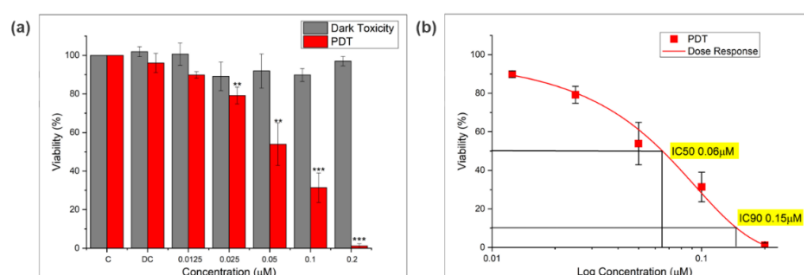 (a)
Dark Toxicity
PDT
Viability (%)
120
100
80
60
40
20
0
**
**
***
***
C DC 0.0125 0.025 0.05 0.1 0.2
Concentration (μM)
(b)
PDT
Dose Response
Viability (%)
100
80
60
40
20
0
IC50 0.06μM
IC90 0.15μM
0.01 0.1
Log Concentration (μM)